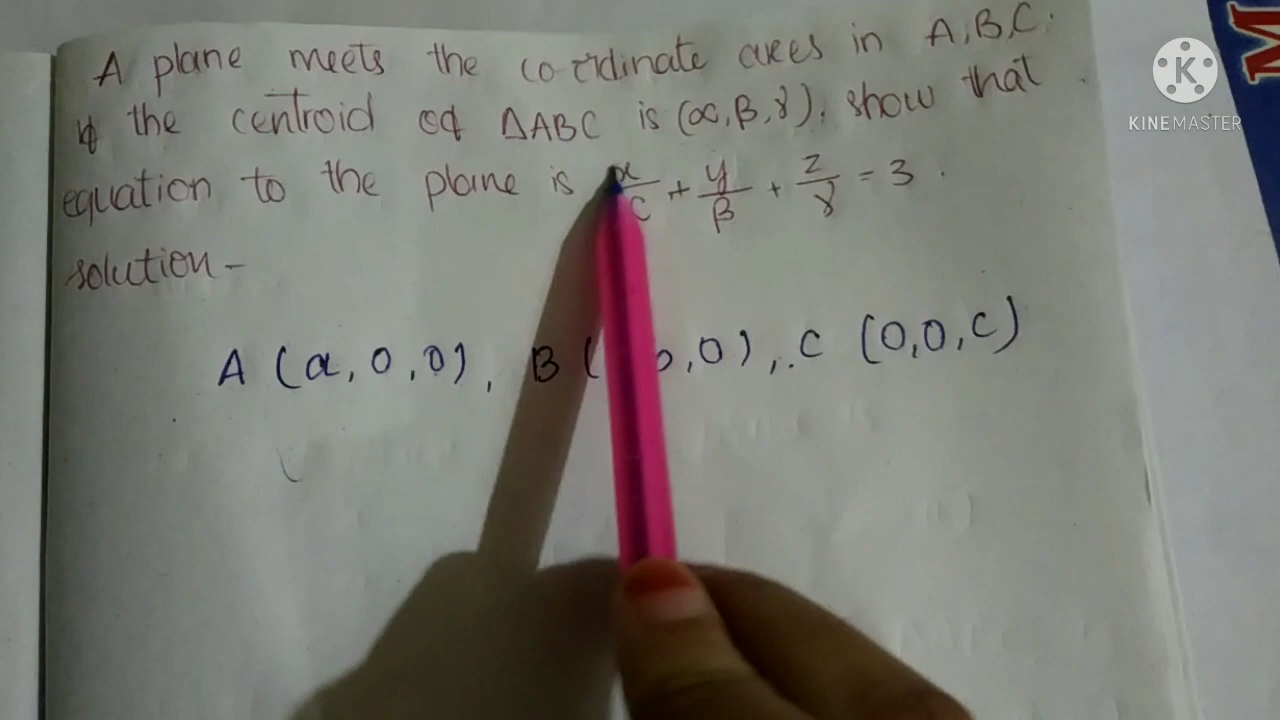 A plane meets the co-ordinate axes in A,B,C.
if the centroid of ΔABC is (α,β,γ). show that
equation to the plane is x/α + y/β + z/γ = 3.
solution-
A (a,0,0), B ( ,0), C (0,0,c)
KINEMASTER
K
M